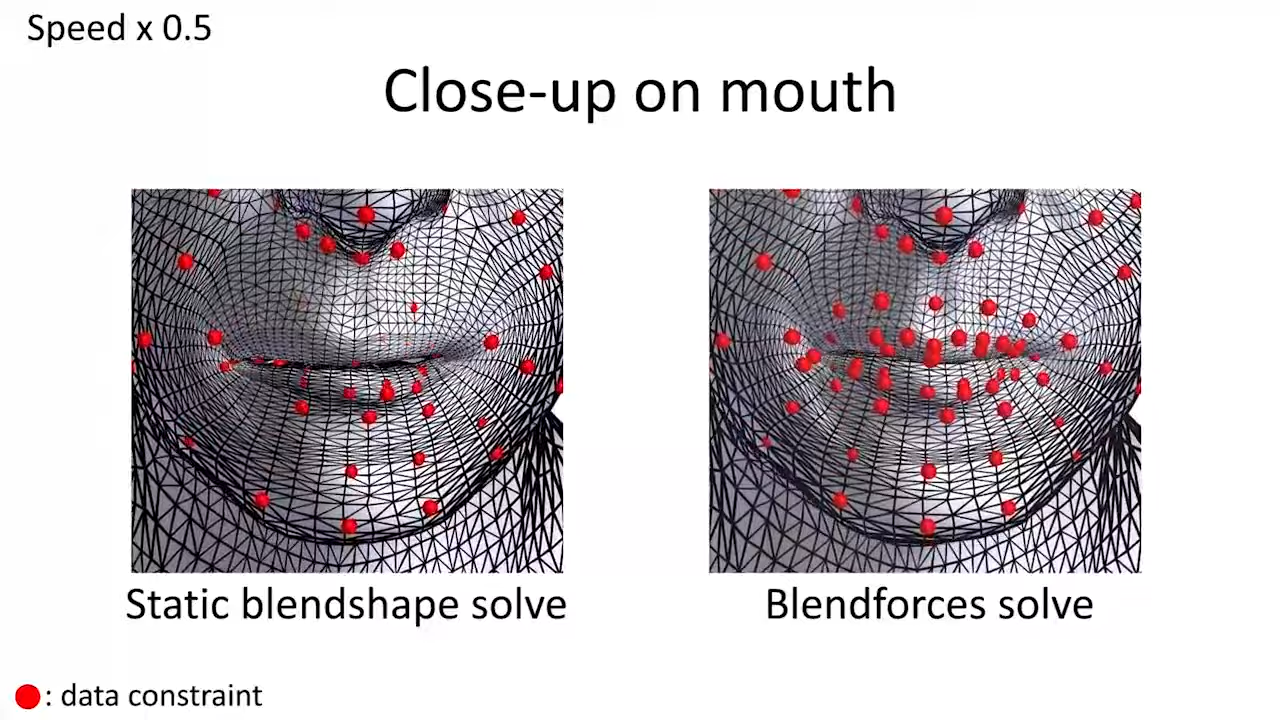 Speed x 0.5
Close-up on mouth
Static blendshape solve
Blendforces solve
: data constraint